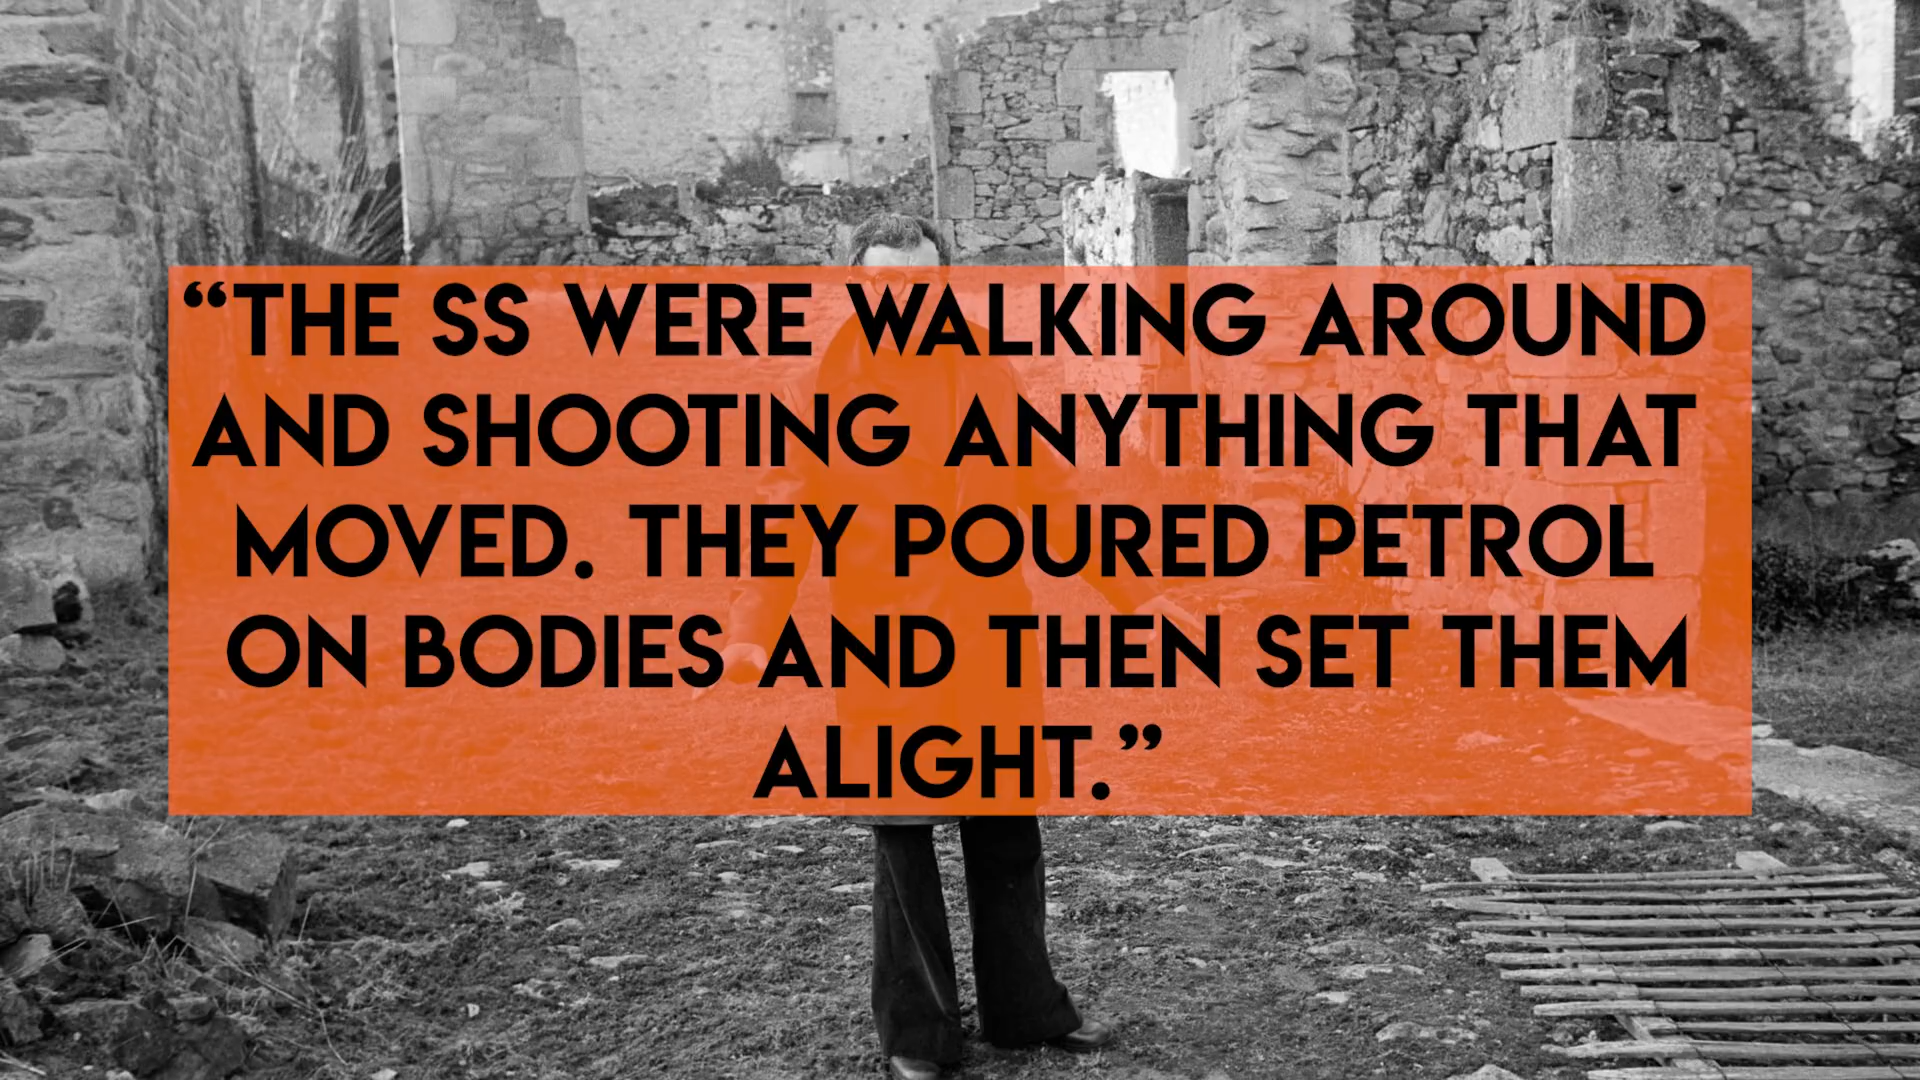 “THE SS WERE WALKING AROUND
AND SHOOTING ANYTHING THAT
MOVED. THEY POURED PETROL
ON BODIES AND THEN SET THEM
ALIGHT.”